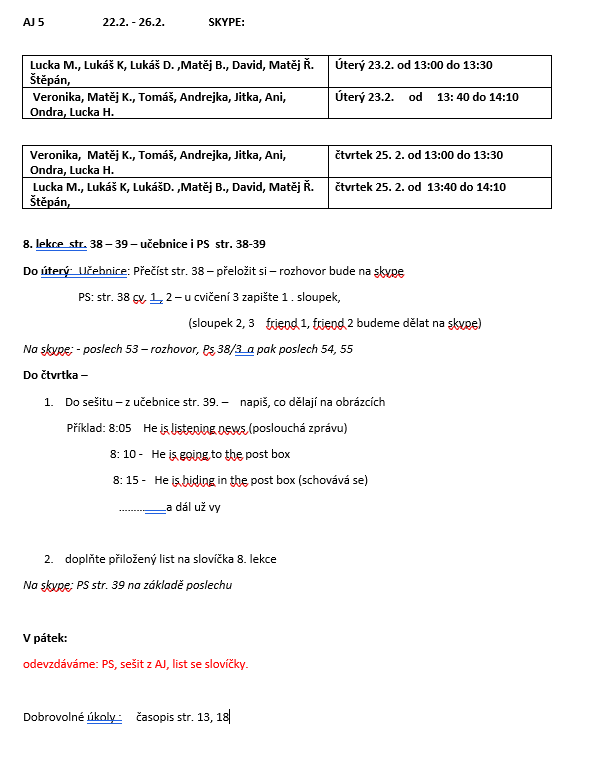 AJ 5 22.2. - 26.2. SKYPE:
Lucka M., Lukáš K, Lukáš D. ,Matěj B., David, Matěj Ř. Úterý 23.2. od 13:00 do 13:30
Štěpán,
Veronika, Matěj K., Tomáš, Andrejka, Jitka, Ani, Úterý 23.2. od 13: 40 do 14:10
Ondra, Lucka H.
Veronika, Matěj K., Tomáš, Andrejka, Jitka, Ani, čtvrtek 25. 2. od 13:00 do 13:30
Ondra, Lucka H.
Lucka M., Lukáš K, LukášD. ,Matěj B., David, Matěj Ř. čtvrtek 25. 2. od 13:40 do 14:10
Štěpán,
8. lekce str. 38 – 39 – učebnice i PS str. 38-39
Do úterý: Učebnice: Přečíst str. 38 – přeložit si – rozhovor bude na skype
PS: str. 38 cv. 1 , 2 – u cvičení 3 zapište 1 . sloupek,
(sloupek 2, 3 friend 1, friend 2 budeme dělat na skype)
Na skype: - poslech 53 – rozhovor, Ps 38/3 a pak poslech 54, 55
Do čtvrtka –
1. Do sešitu – z učebnice str. 39. – napiš, co dělají na obrázcích
Příklad: 8:05 He is listening news (poslouchá zprávu)
8: 10 - He is going to the post box
8: 15 - He is hiding in the post box (schovává se)
…………….a dál už vy
2. doplňte přiložený list na slovíčka 8. lekce
Na skype: PS str. 39 na základě poslechu
V pátek:
odevzdáváme: PS, sešit z AJ, list se slovíčky.
Dobrovolné úkoly : časopis str. 13, 18